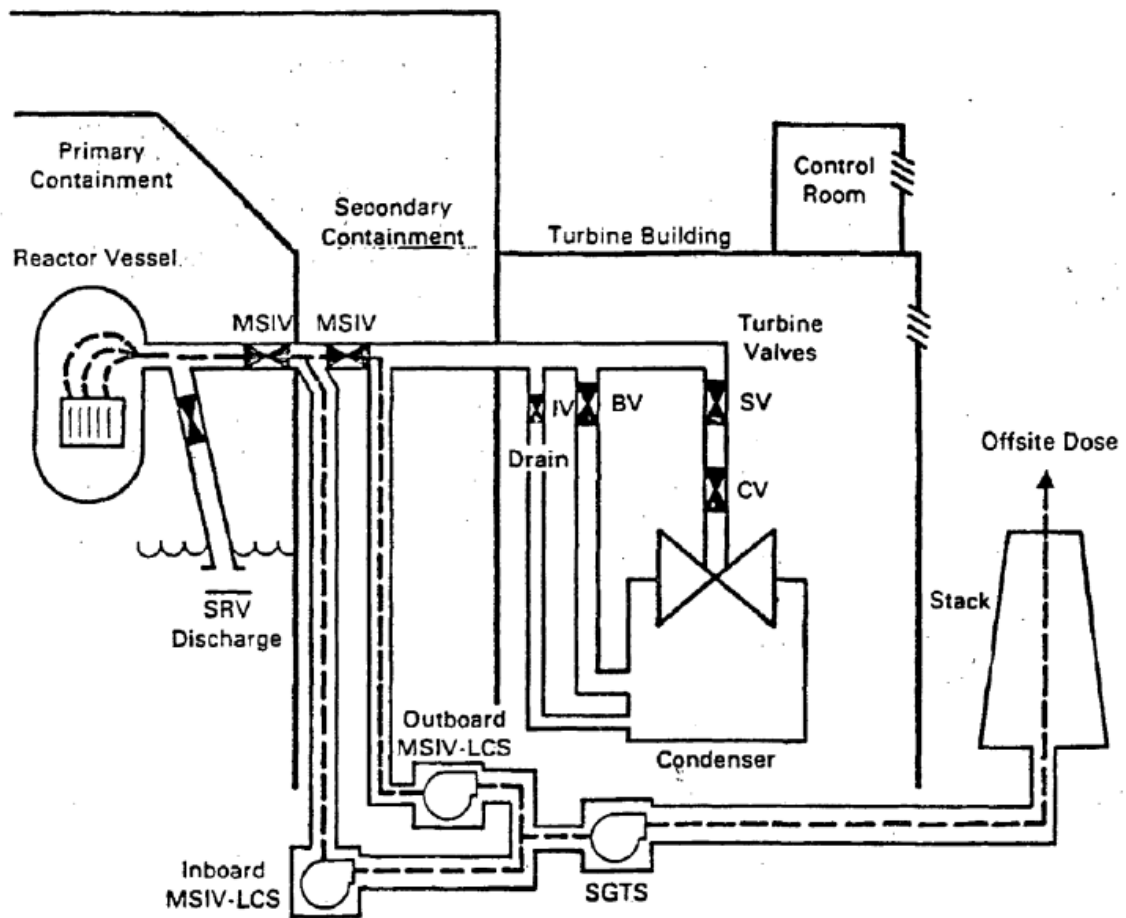 Primary
Containment
Control
Room
Secondary
Containment
Turbine Building
Reactor Vessel
MSIV
MSIV
Turbine
Valves
IV
BV
SV
Drain
CV
Offsite Dose
SRV
Discharge
Stack
Outboard
MSIV-LCS
Condenser
Inboard
MSIV-LCS
SGTS